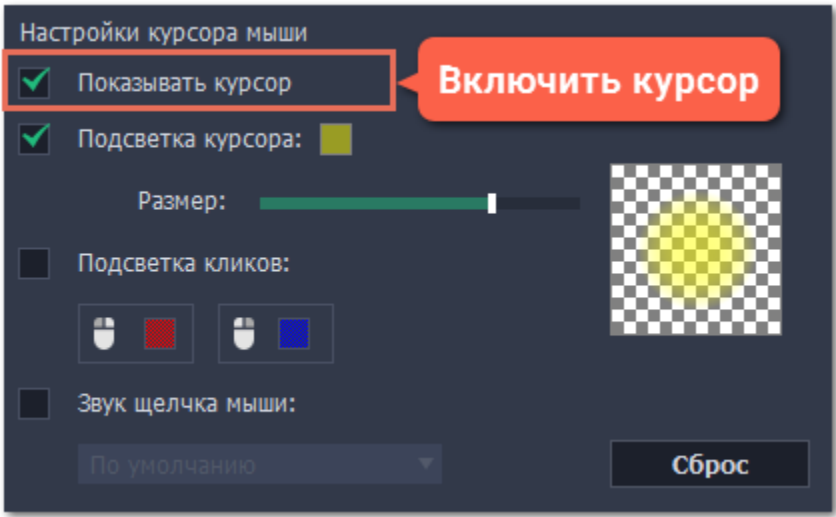 Настройки курсора мыши
Показывать курсор
Включить курсор
Подсветка курсора:
Размер:
Подсветка кликов:
Звук щелчка мыши:
По умолчанию
Сброс